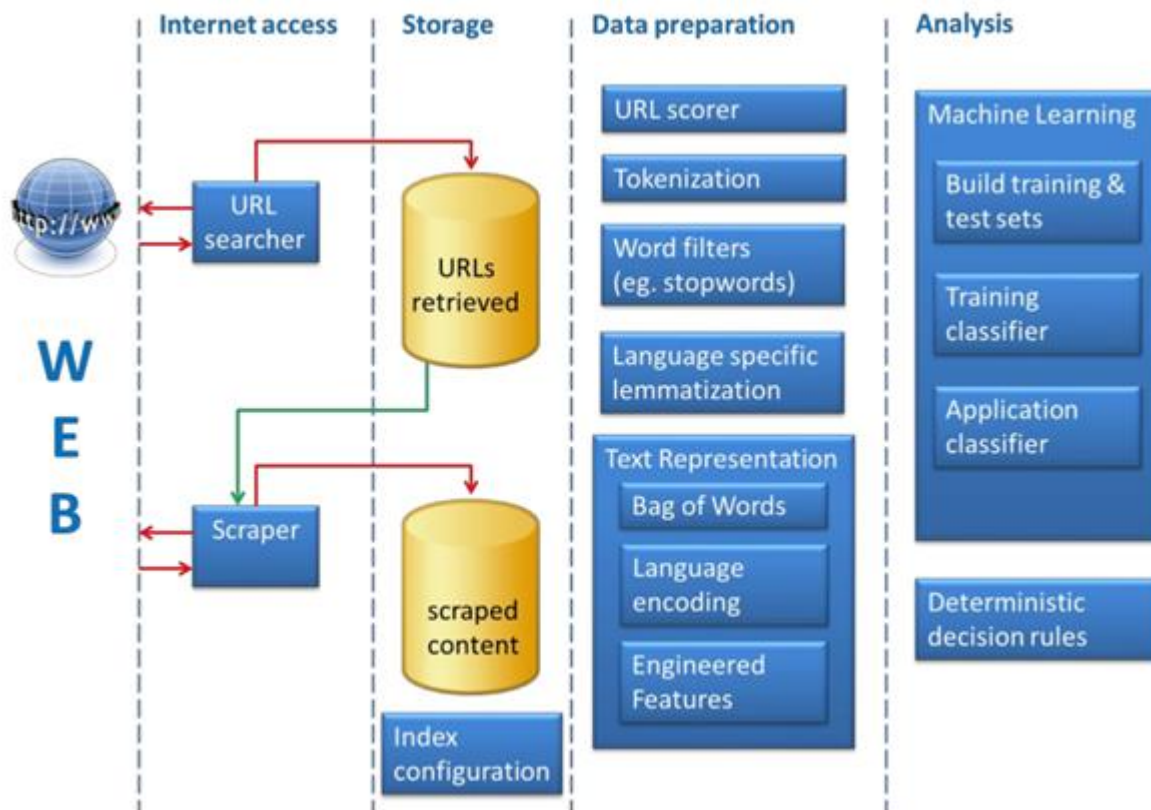 Internet access
Storage
Data preparation
Analysis
http://www
W
E
B
URL
searcher
Scraper
URLs
retrieved
scraped
content
Index
configuration
URL scorer
Tokenization
Word filters
(eg. stopwords)
Language specific
lemmatization
Text Representation
Bag of Words
Language
encoding
Engineered
Features
Machine Learning
Build training &
test sets
Training
classifier
Application
classifier
Deterministic
decision rules